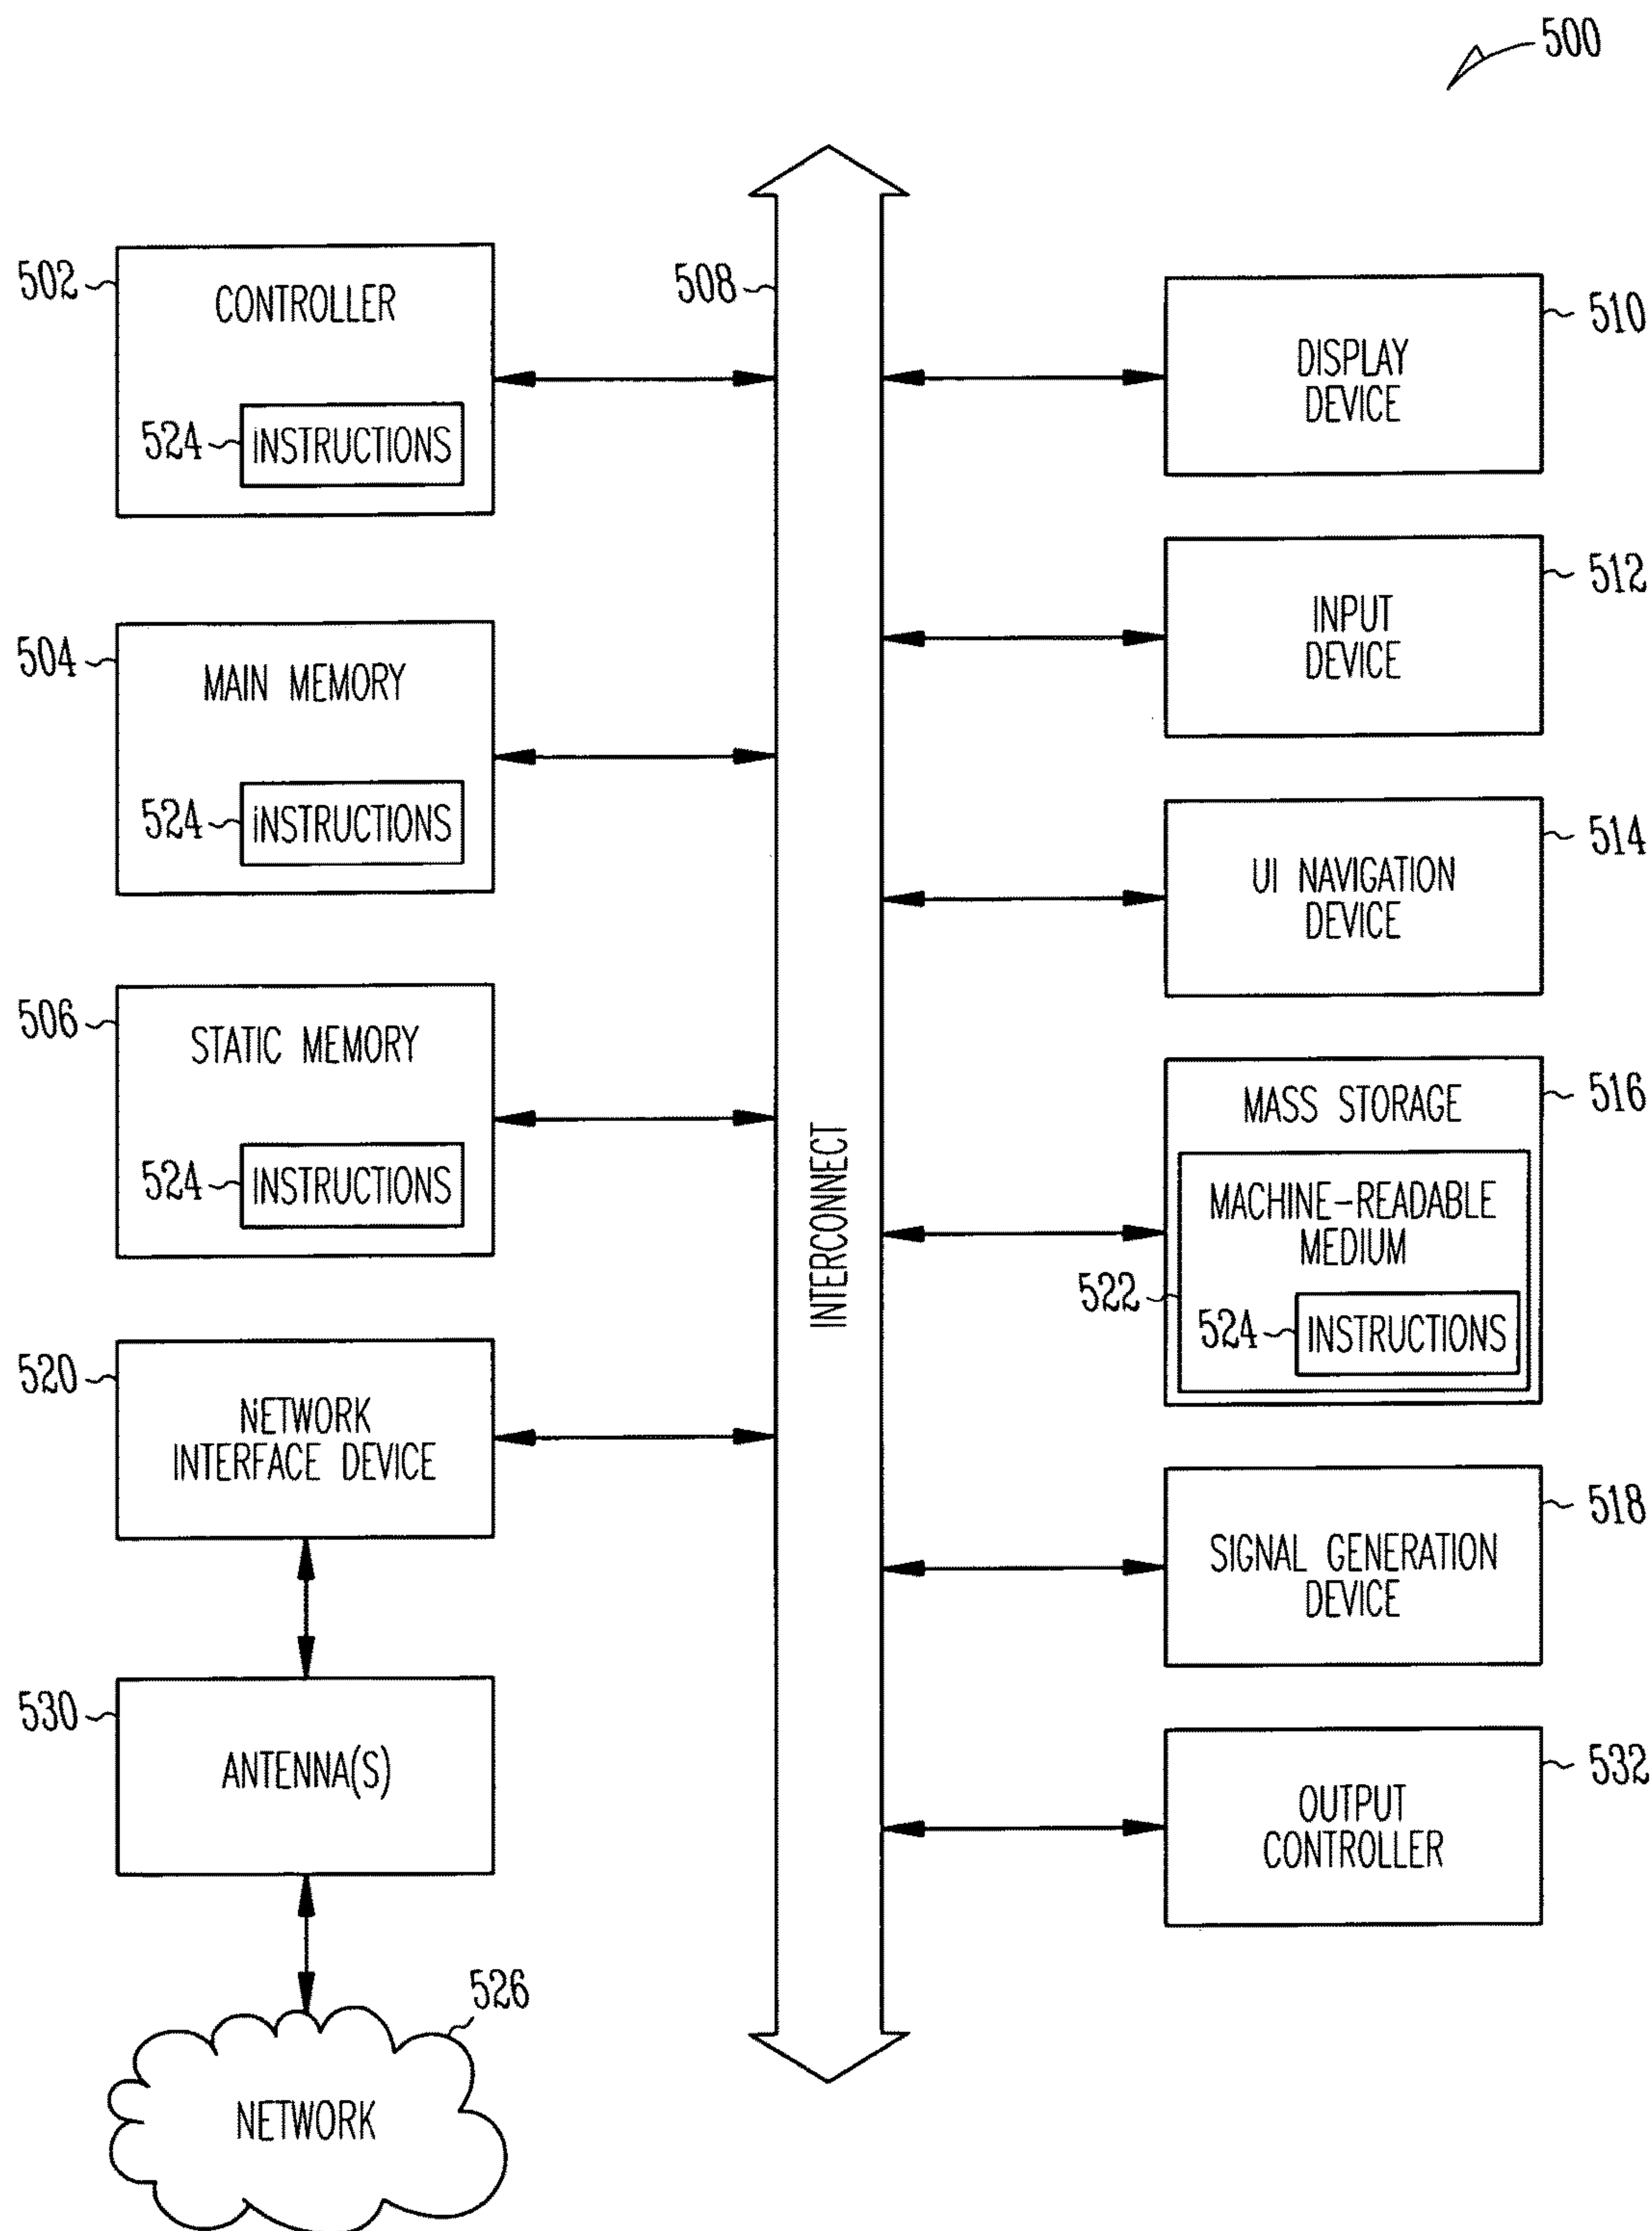 500
502
CONTROLLER
524
INSTRUCTIONS
504
MAIN MEMORY
524
INSTRUCTIONS
506
STATIC MEMORY
524
INSTRUCTIONS
520
NETWORK
INTERFACE DEVICE
530
ANTENNA(S)
526
NETWORK
508
INTERCONNECT
510
DISPLAY
DEVICE
512
INPUT
DEVICE
514
UI NAVIGATION
DEVICE
516
MASS STORAGE
MACHINE-READABLE
MEDIUM
522
524
INSTRUCTIONS
518
SIGNAL GENERATION
DEVICE
532
OUTPUT
CONTROLLER